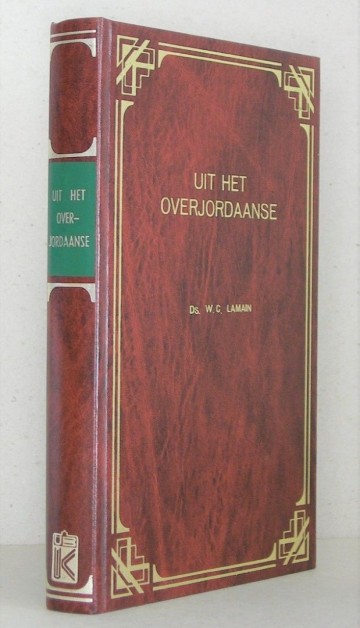 UIT HET
OVER-
JORDAANSE
UIT HET
OVERJORDAANSE
Ds. W.C. LAMAIN